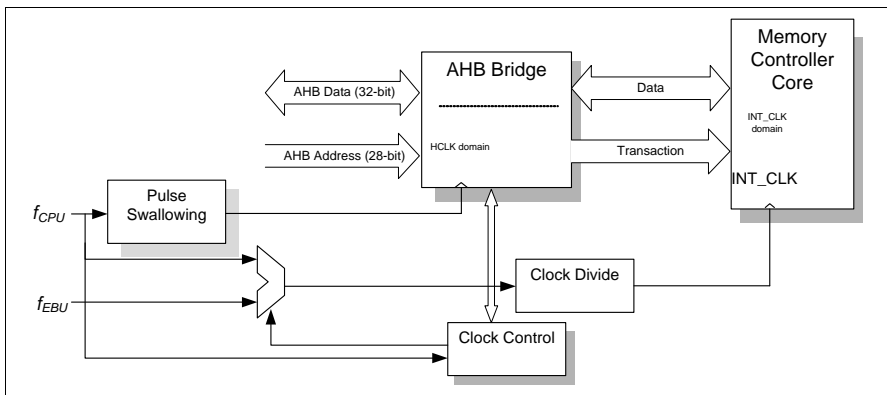 AHB Bridge
HCLK domain
Memory
Controller
Core
INT_CLK
domain
INT_CLK
AHB Data (32-bit)
Data
AHB Address (28-bit)
Transaction
Pulse
Swallowing
fCPU
fEBU
Clock Divide
Clock Control